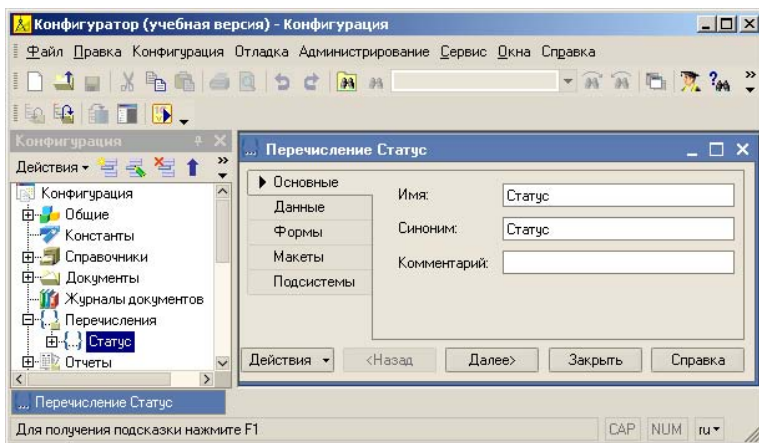 Конфигуратор (учебная версия) - Конфигурация
Файл Правка Конфигурация Отладка Администрирование Сервис Окна Справка
Конфигурация
Действия
Конфигурация
Общие
Константы
Справочники
Документы
Журналы документов
Перечисления
Статус
Отчеты
Перечисление Статус
Основные
Данные
Формы
Макеты
Подсистемы
Имя: Статус
Синоним: Статус
Комментарий:
Действия <Назад Далее> Закрыть Справка
... Перечисление Статус
Для получения подсказки нажмите F1 CAP NUM ru